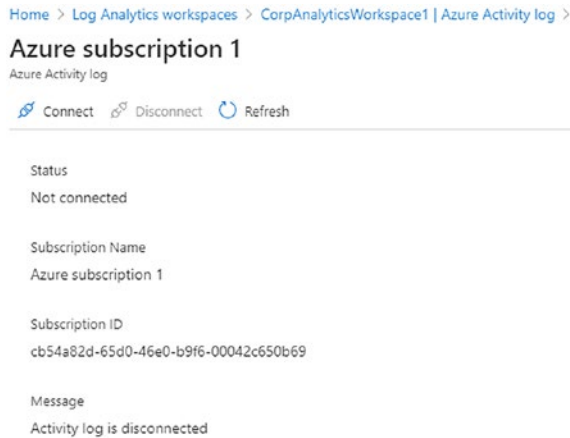 Home > Log Analytics workspaces > CorpAnalyticsWorkspace1 | Azure Activity log >
Azure subscription 1
Azure Activity log
Connect Disconnect Refresh
Status
Not connected
Subscription Name
Azure subscription 1
Subscription ID
cb54a82d-65d0-46e0-b9f6-00042c650b69
Message
Activity log is disconnected